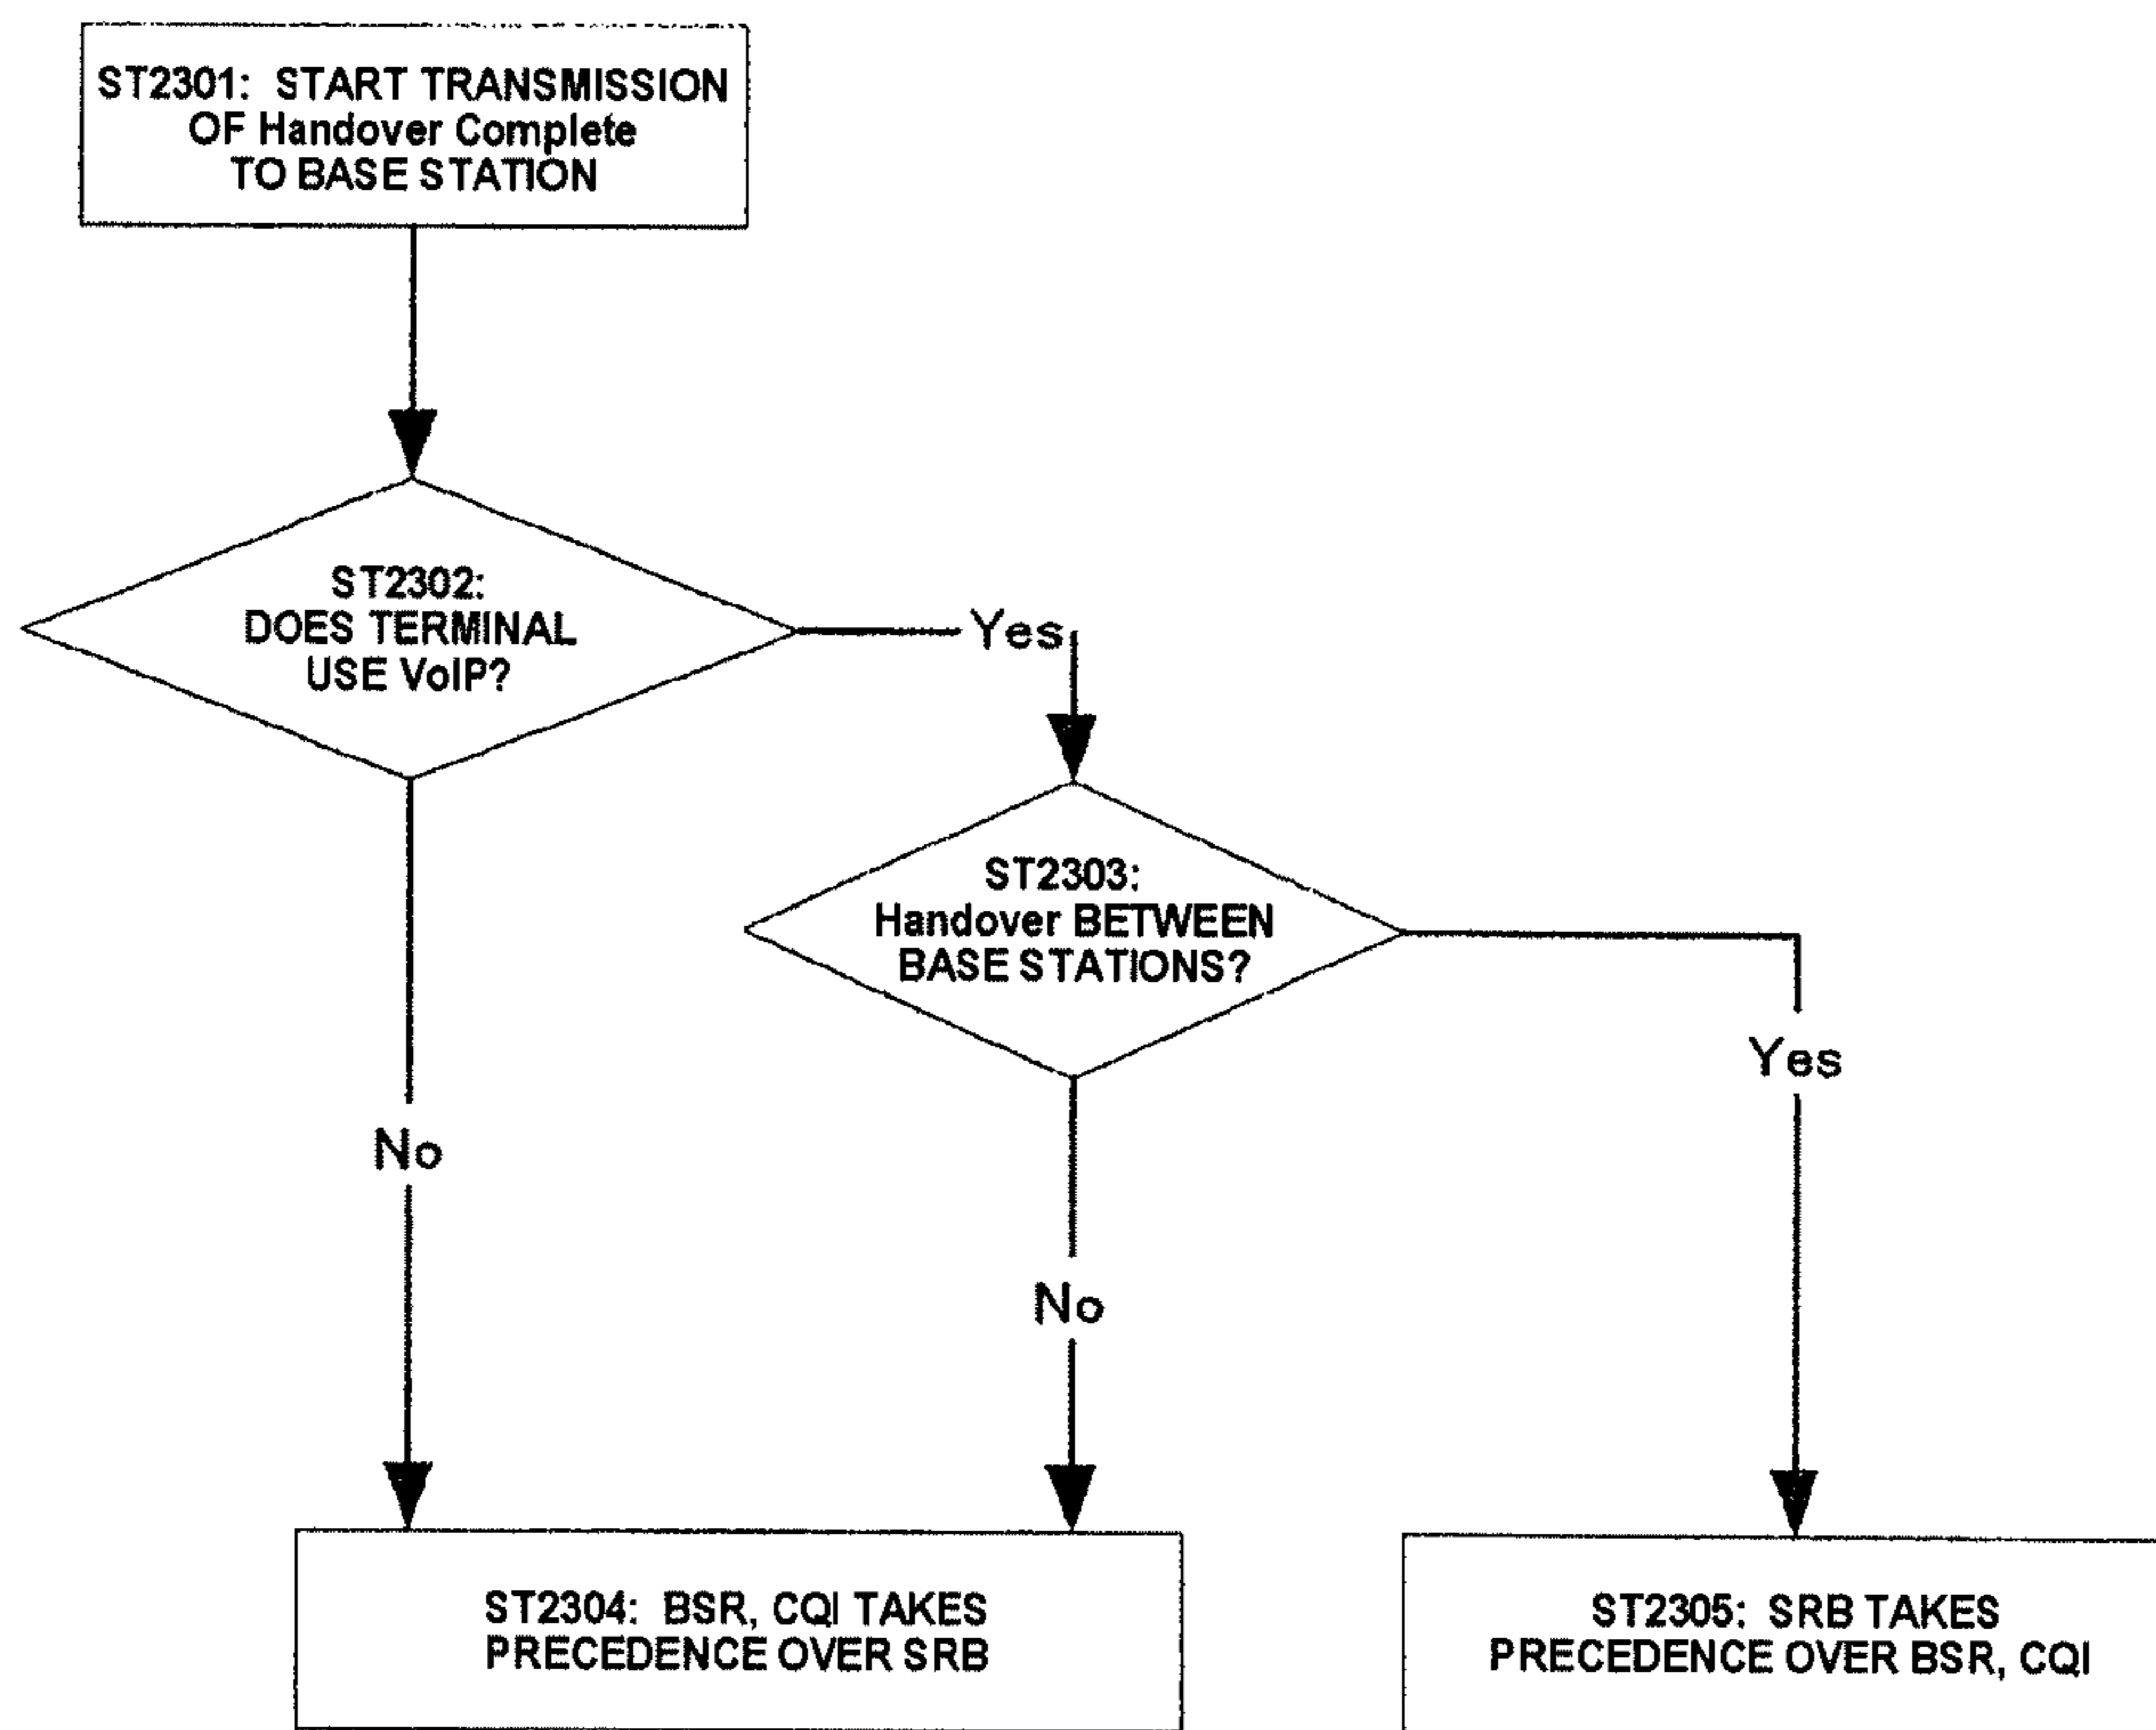 ST2301: START TRANSMISSION
OF Handover Complete
TO BASE STATION
ST2302:
DOES TERMINAL
USE VoIP?
Yes
ST2303:
Handover BETWEEN
BASE STATIONS?
Yes
No
No
ST2304: BSR, CQI TAKES
PRECEDENCE OVER SRB
ST2305: SRB TAKES
PRECEDENCE OVER BSR, CQI